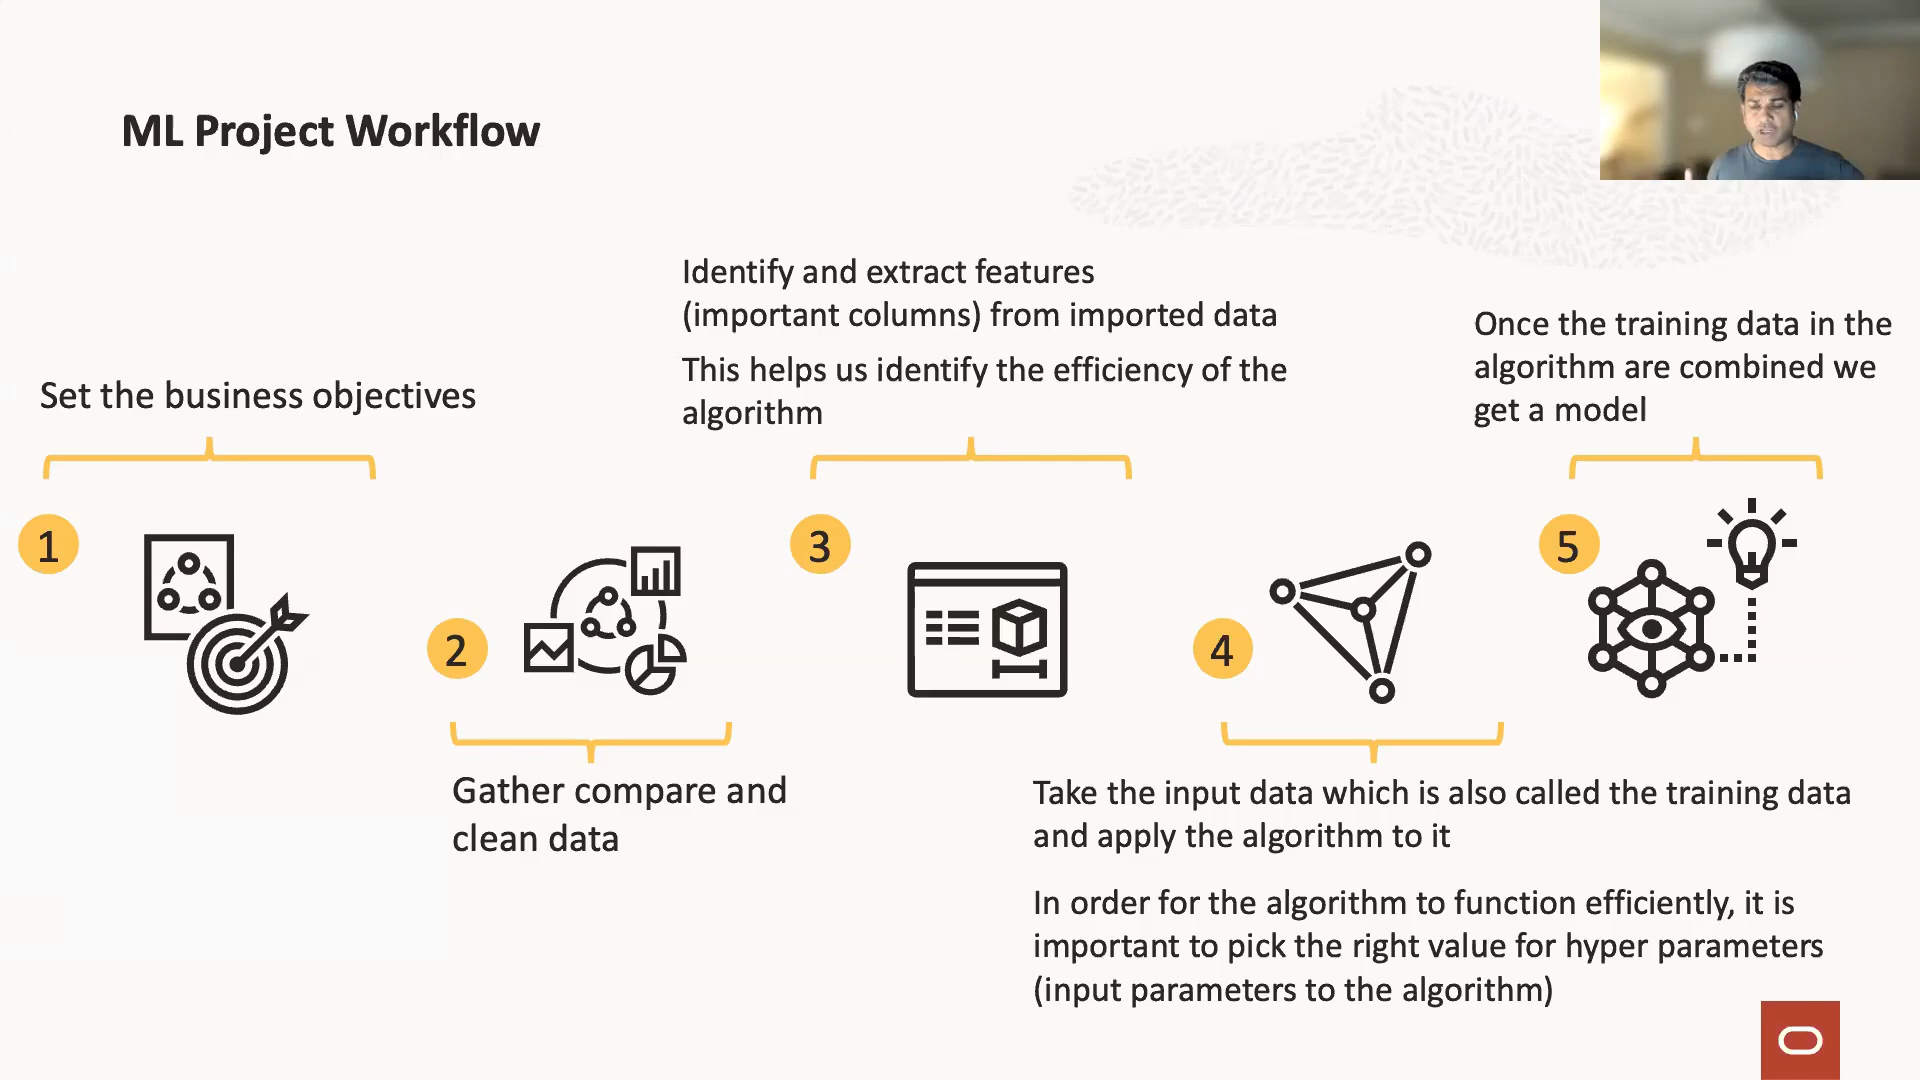 ML Project Workflow
Set the business objectives
1
2
Gather compare and
clean data
Identify and extract features
(important columns) from imported data
This helps us identify the efficiency of the
algorithm
3
4
Take the input data which is also called the training data
and apply the algorithm to it
In order for the algorithm to function efficiently, it is
important to pick the right value for hyper parameters
(input parameters to the algorithm)
Once the training data in the
algorithm are combined we
get a model
5